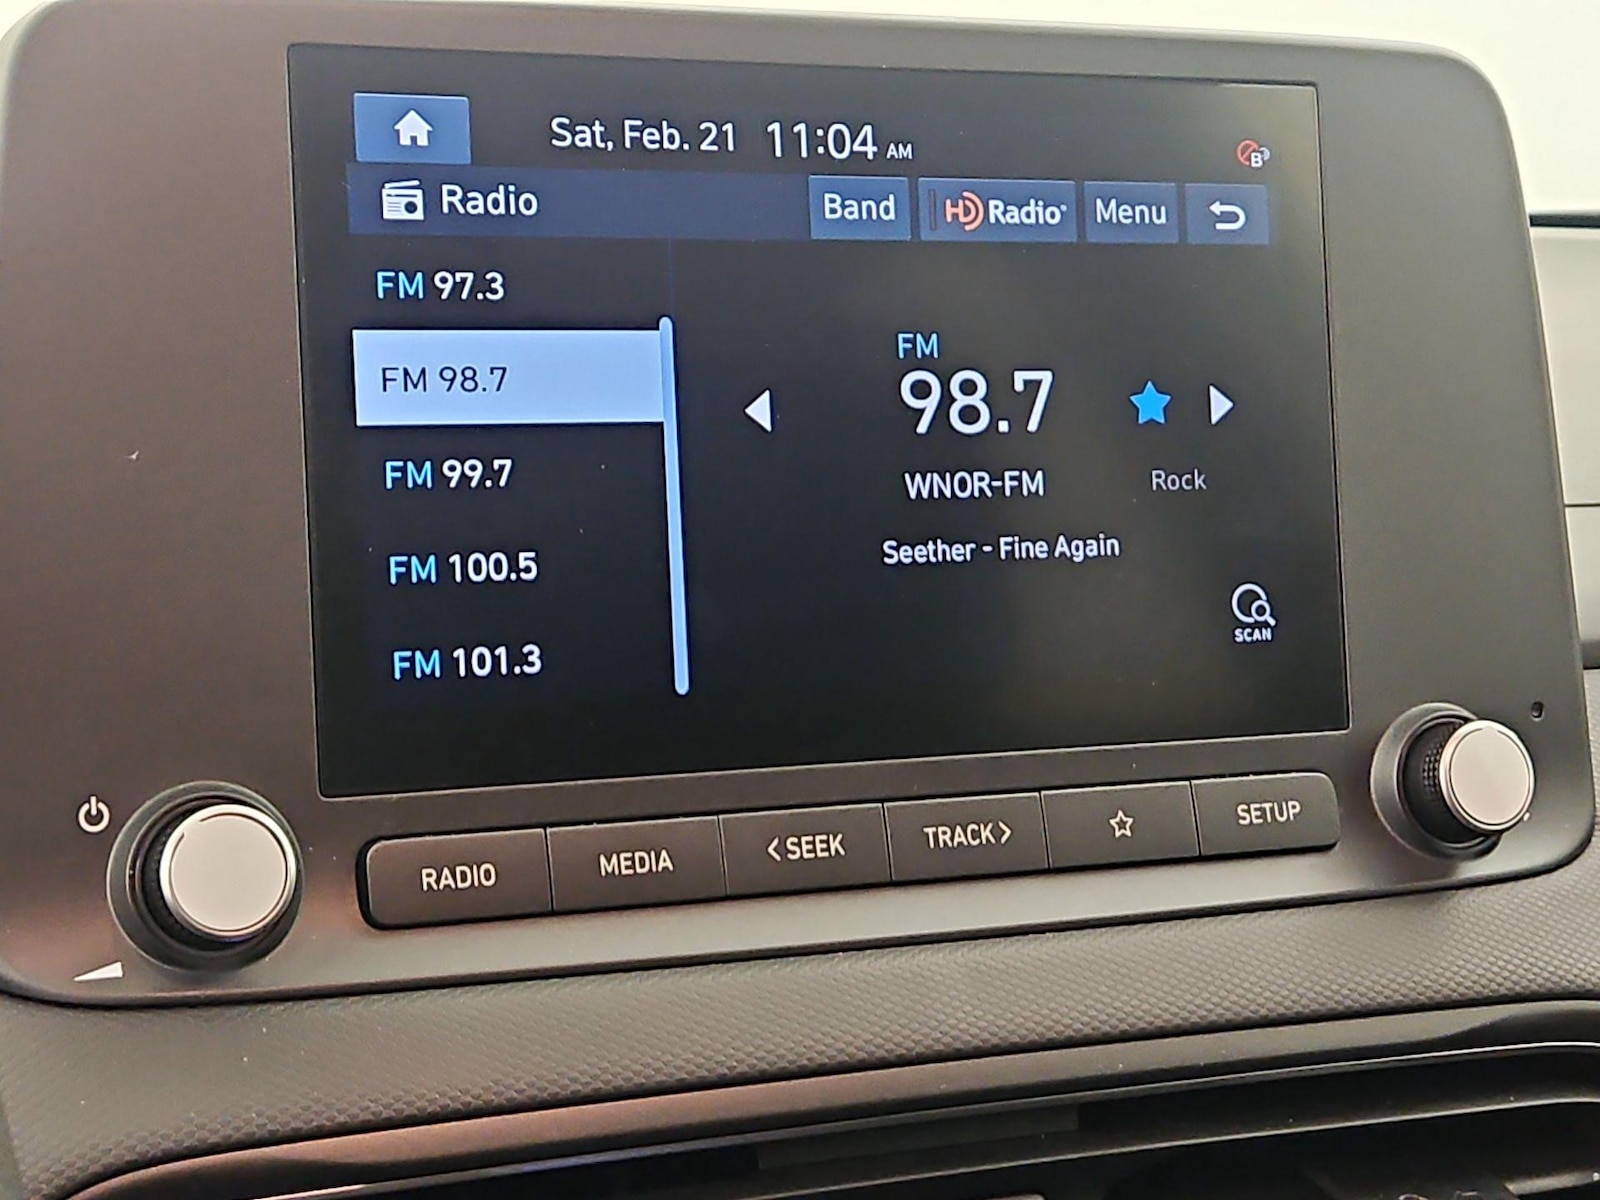 Sat, Feb. 21 11:04 AM
B
Radio Band HD Radio® Menu
FM 97.3
FM 98.7
FM 99.7
FM 100.5
FM 101.3
FM
98.7
WNOR-FM Rock
Seether - Fine Again
SCAN
RADIO MEDIA <SEEK TRACK> SETUP